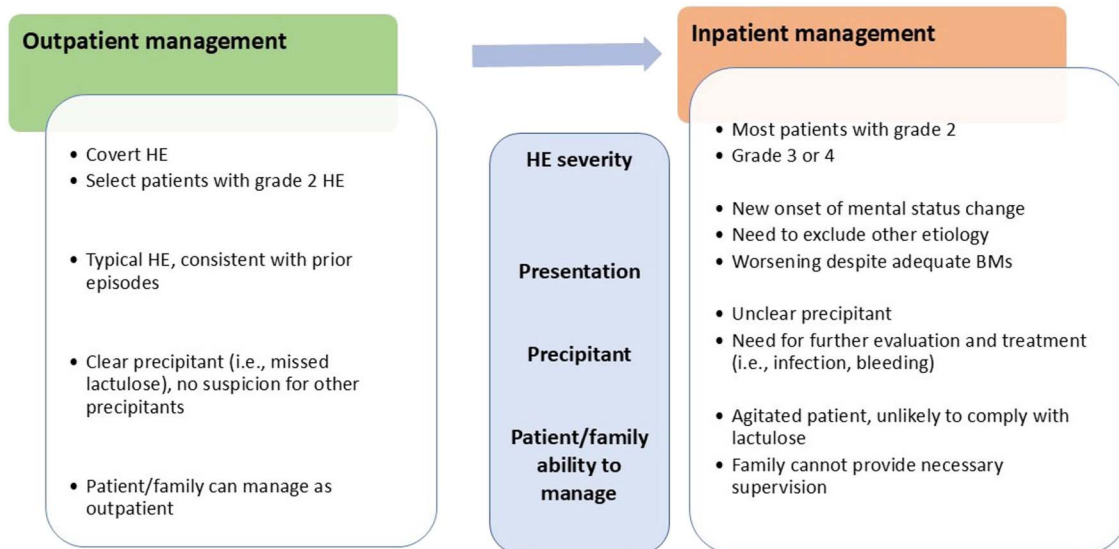 Outpatient management
• Covert HE
• Select patients with grade 2 HE
• Typical HE, consistent with prior
episodes
• Clear precipitant (i.e., missed
lactulose), no suspicion for other
precipitants
• Patient/family can manage as
outpatient
HE severity
Presentation
Precipitant
Patient/family
ability to
manage
Inpatient management
• Most patients with grade 2
• Grade 3 or 4
• New onset of mental status change
• Need to exclude other etiology
• Worsening despite adequate BMs
• Unclear precipitant
• Need for further evaluation and treatment
(i.e., infection, bleeding)
• Agitated patient, unlikely to comply with
lactulose
• Family cannot provide necessary
supervision